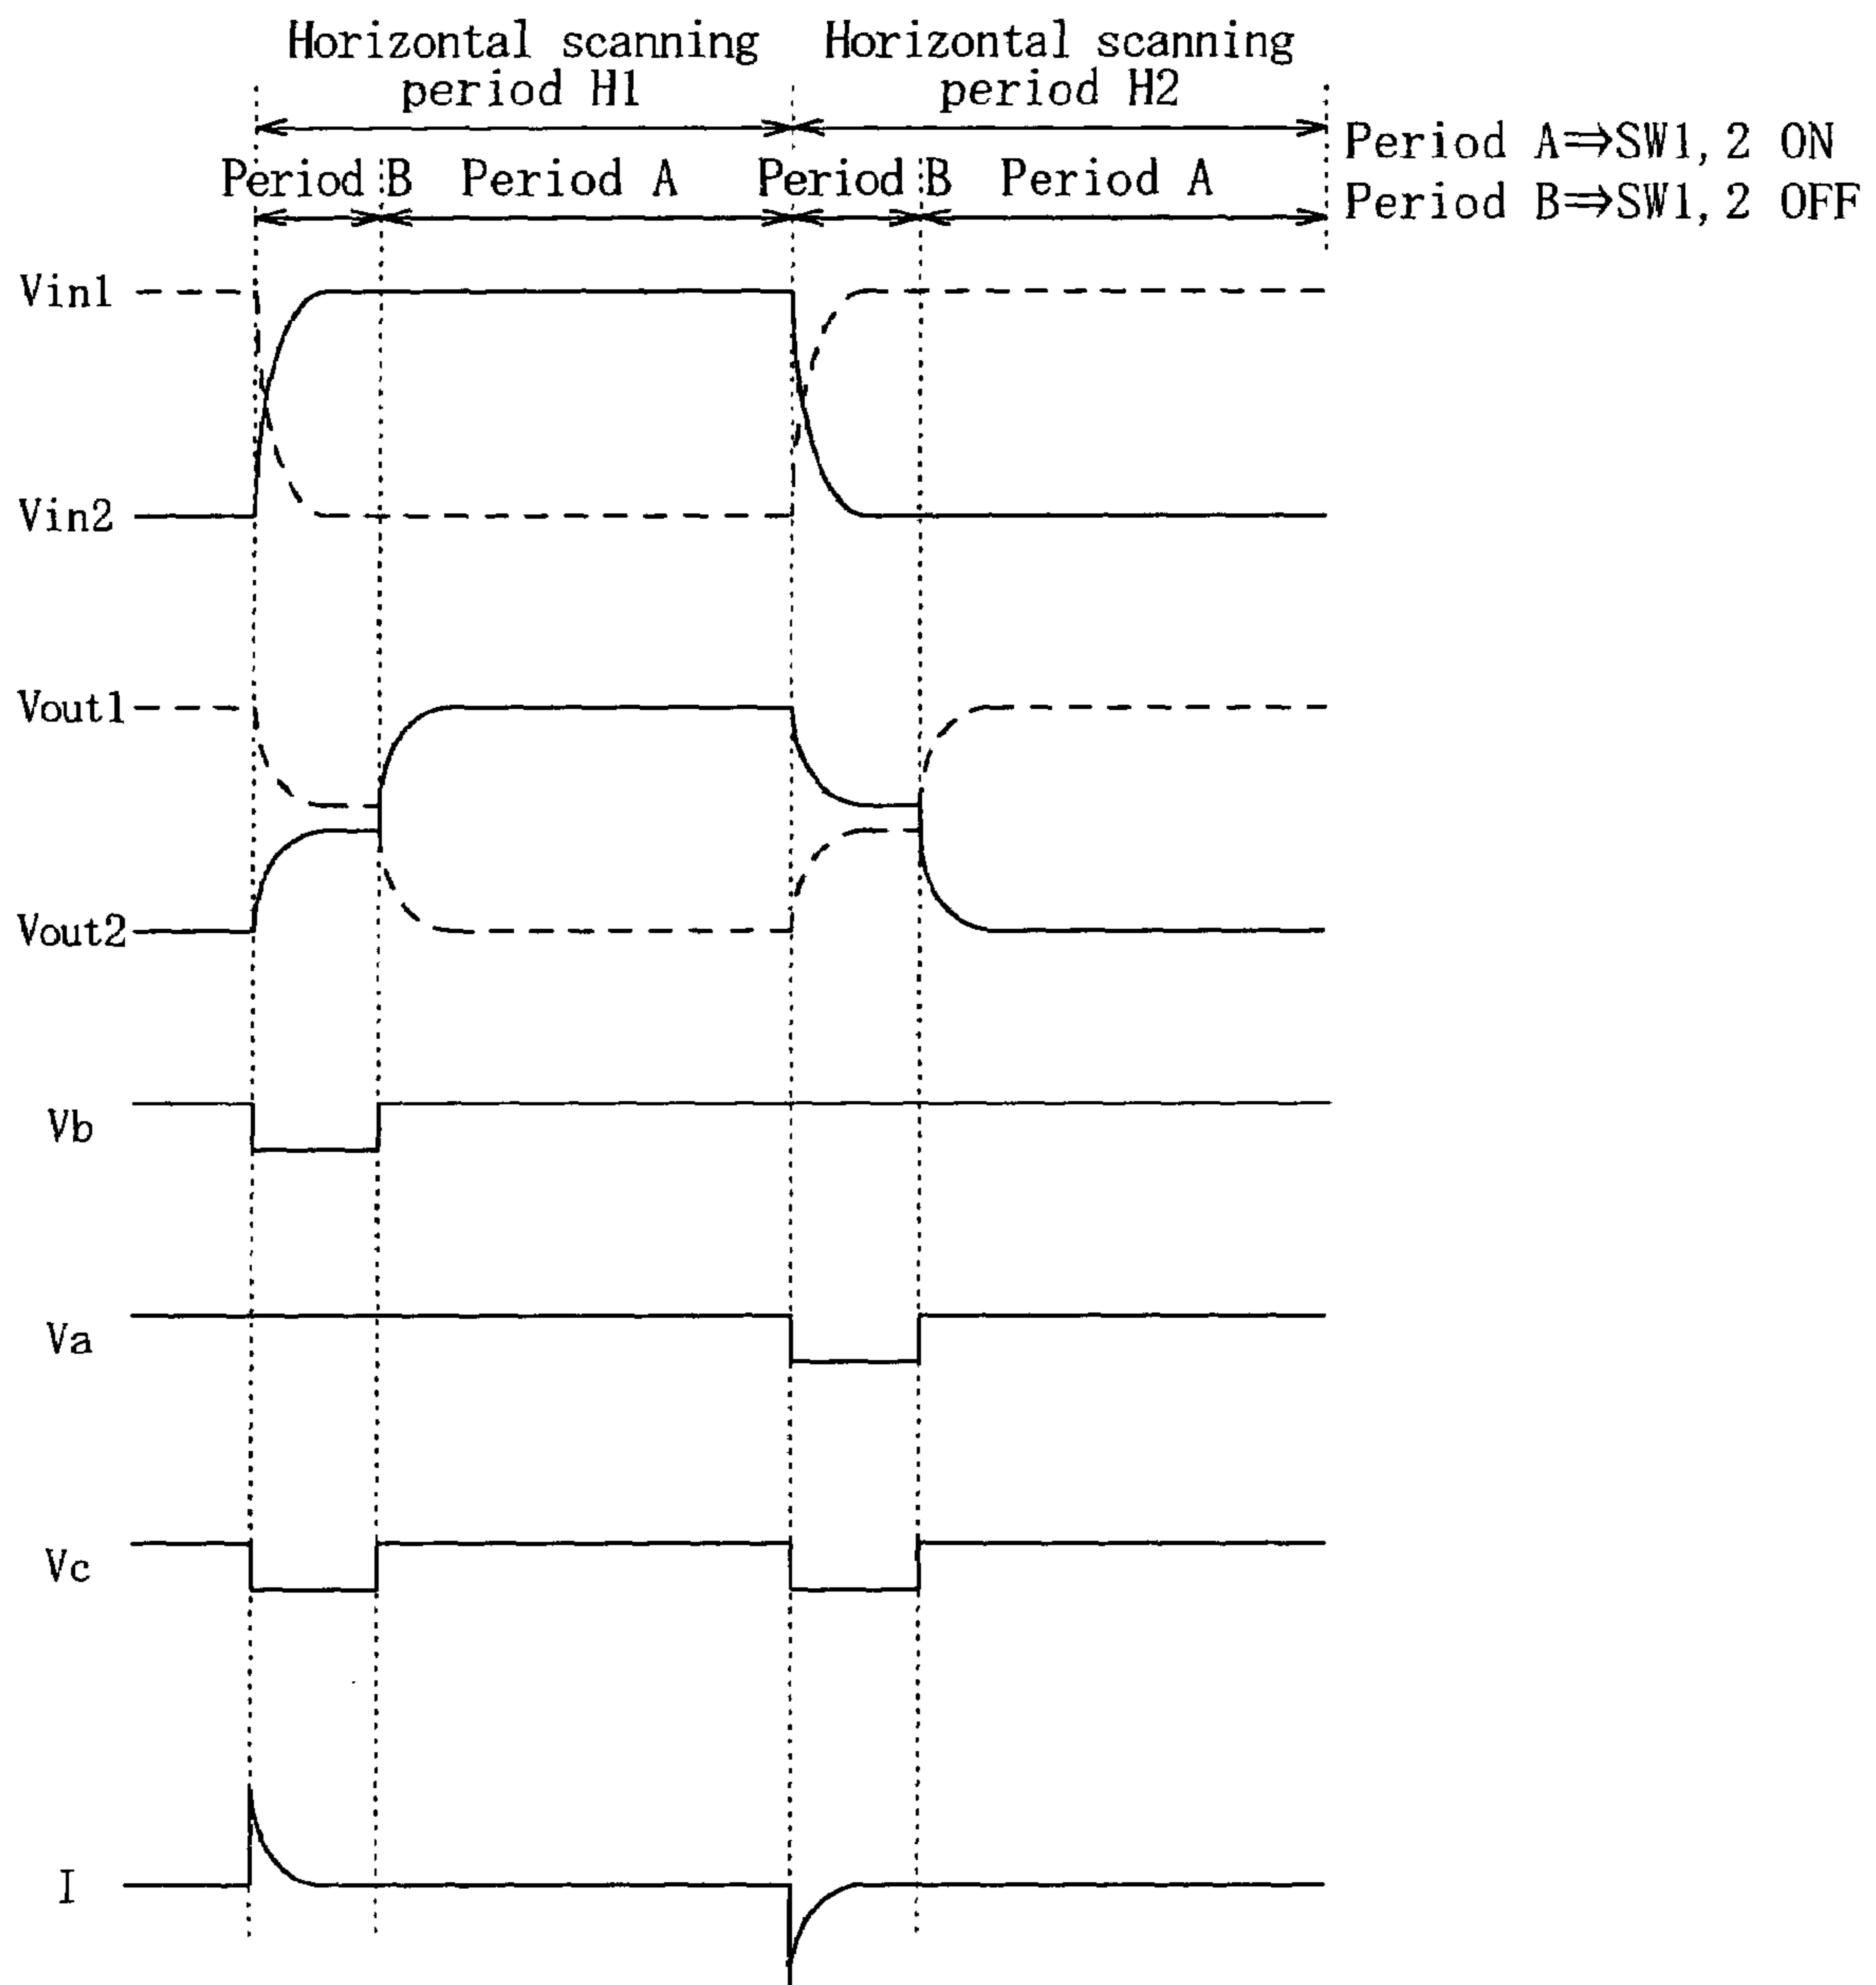 Horizontal scanning period H1
Horizontal scanning period H2
Period A⇒SW1, 2 ON
Period B⇒SW1, 2 OFF
Period B
Period A
Period B
Period A
Vin1
Vin2
Vout1
Vout2
Vb
Va
Vc
I